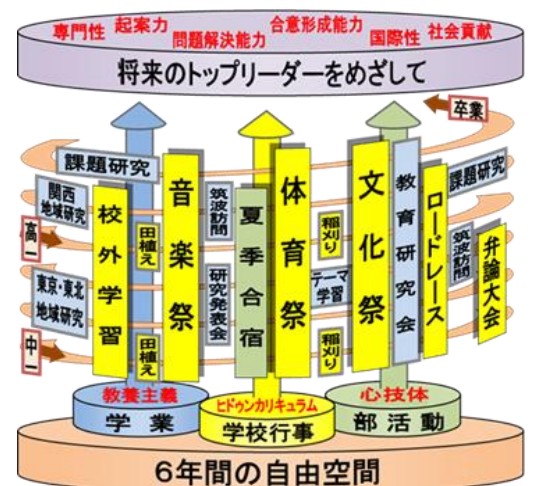 専門性
起案力
問題解決能力
合意形成能力
国際性
社会貢献
将来のトップリーダーをめざして
卒業
課題研究
関西
地域研究
高一
東京・東北
地域研究
中一
校外学習
田植え
田植え
音楽祭
筑波訪問
研究発表会
夏季合宿
体育祭
稲刈り
テーマ
学習
稲刈り
文化祭
教育研究会
ロードレース
課題研究
筑波訪問
弁論大会
教養主義
学業
ヒドゥンカリキュラム
学校行事
心技体
部活動
6年間の自由空間